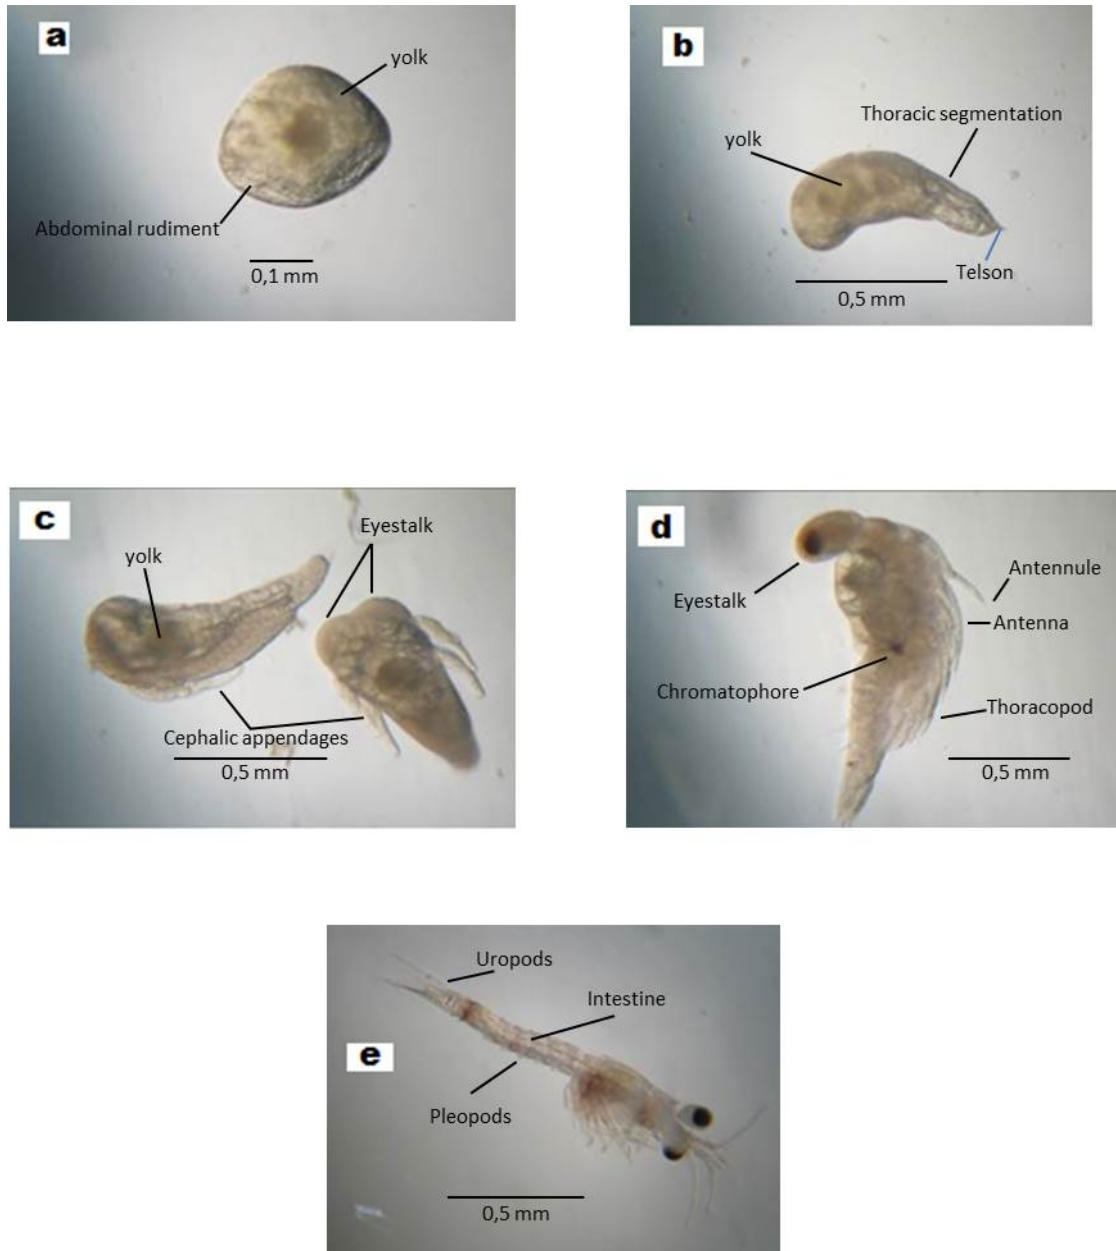 a
yolk
Abdominal rudiment
0,1 mm
b
Thoracic segmentation
yolk
Telson
0,5 mm
c
Eyestalk
yolk
Cephalic appendages
0,5 mm
d
Antennule
Eyestalk
Antenna
Chromatophore
Thoracopod
0,5 mm
Uropods
Intestine
e
Pleopods
0,5 mm